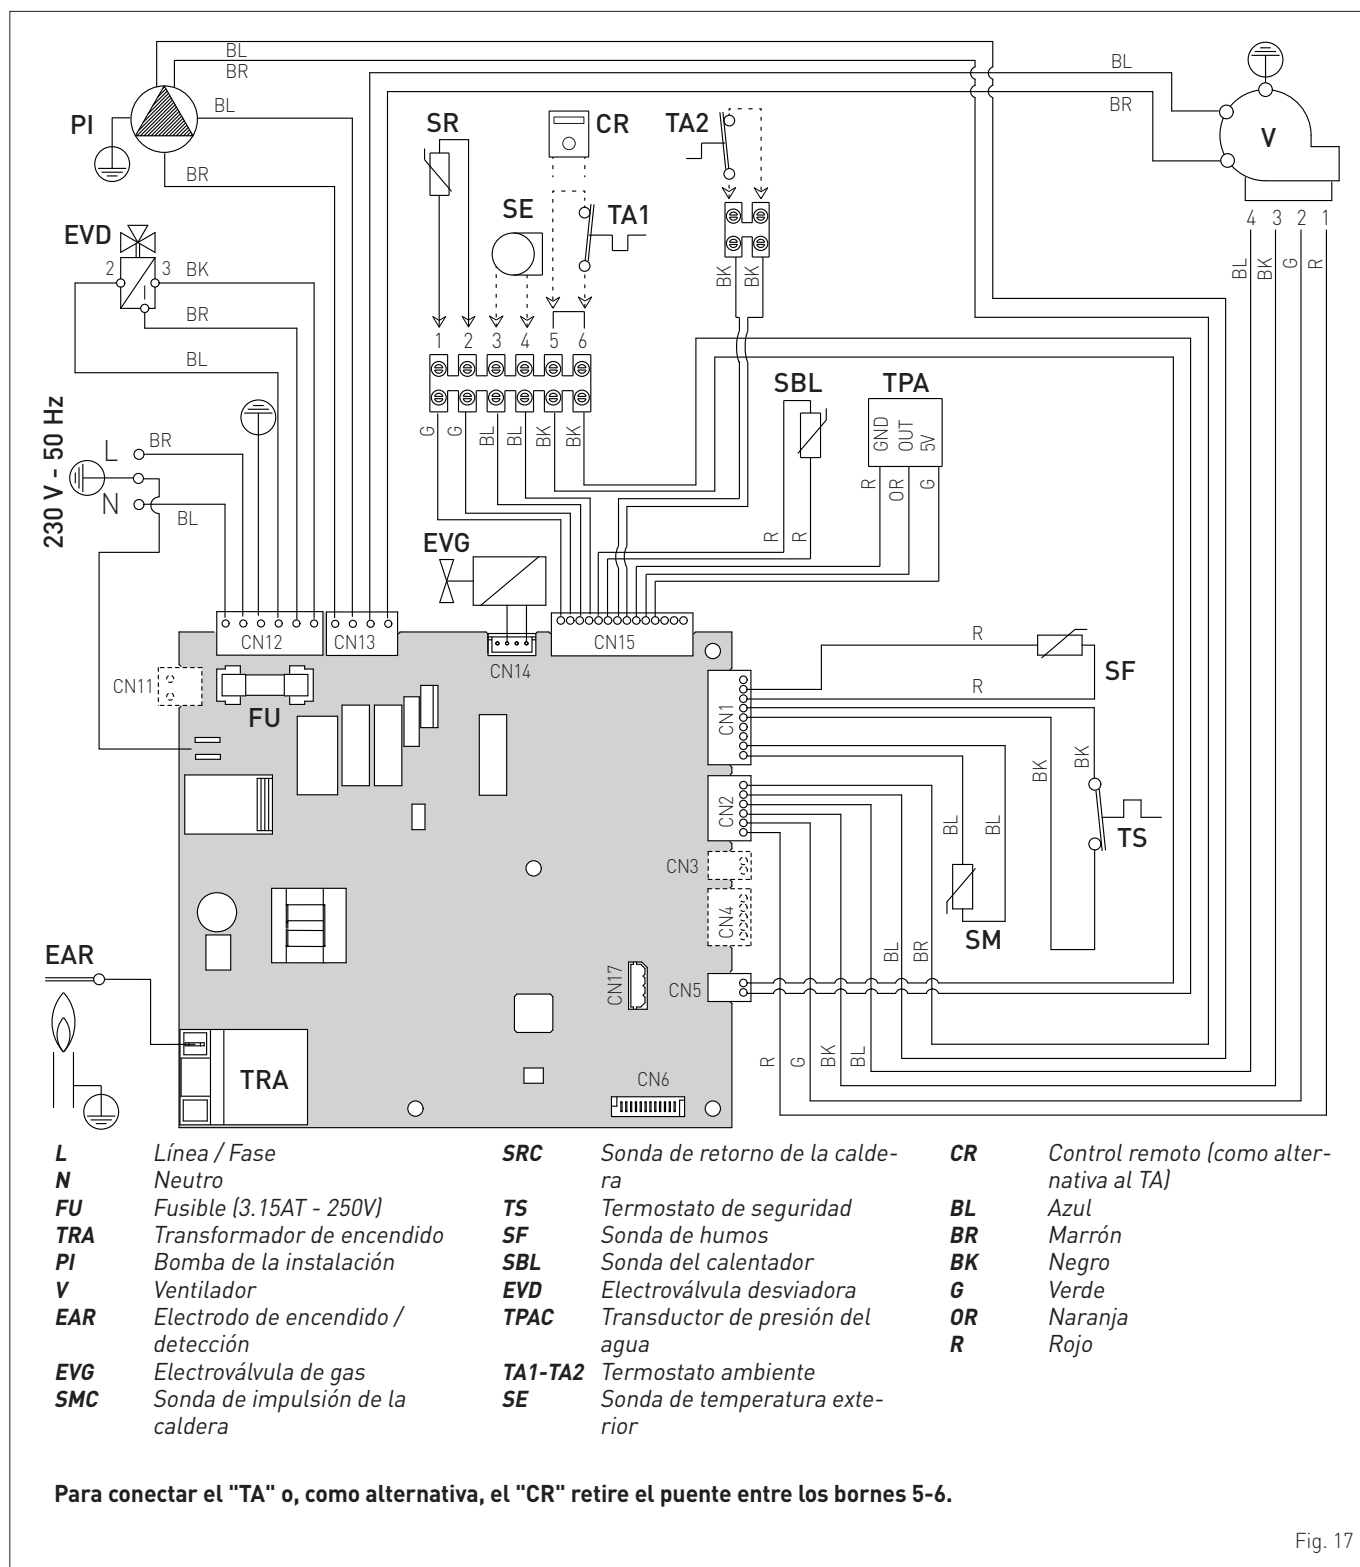 BL
BR
BL
BL
BR
PI
BR
SR
CR
TA2
V
SE
TA1
EVD
2
3
BK
BR
BL
BK
BK
4
3
2
1
BL
BK
G
R
1
2
3
4
5
6
SBL
TPA
GND
OUT
5V
G
G
BL
BL
BK
BK
230 V - 50 Hz
L
BR
N
BL
R
OR
G
R
R
EVG
CN12
CN13
CN14
CN15
CN11
FU
R
R
SF
CN1
BK
BK
BL
BL
TS
CN2
CN3
CN4
SM
BL
BR
EAR
CN17
CN5
R
G
BK
BL
TRA
CN6
L Línea / Fase
N Neutro
FU Fusible (3.15AT - 250V)
TRA Transformador de encendido
PI Bomba de la instalación
V Ventilador
EAR Electrodo de encendido /
detección
EVG Electroválvula de gas
SMC Sonda de impulsión de la
caldera
SRC Sonda de retorno de la calde-
ra
TS Termostato de seguridad
SF Sonda de humos
SBL Sonda del calentador
EVD Electroválvula desviadora
TPAC Transductor de presión del
agua
TA1-TA2 Termostato ambiente
SE Sonda de temperatura exte-
rior
CR Control remoto (como alter-
nativa al TA)
BL Azul
BR Marrón
BK Negro
G Verde
OR Naranja
R Rojo
Para conectar el "TA" o, como alternativa, el "CR" retire el puente entre los bornes 5-6.
Fig. 17